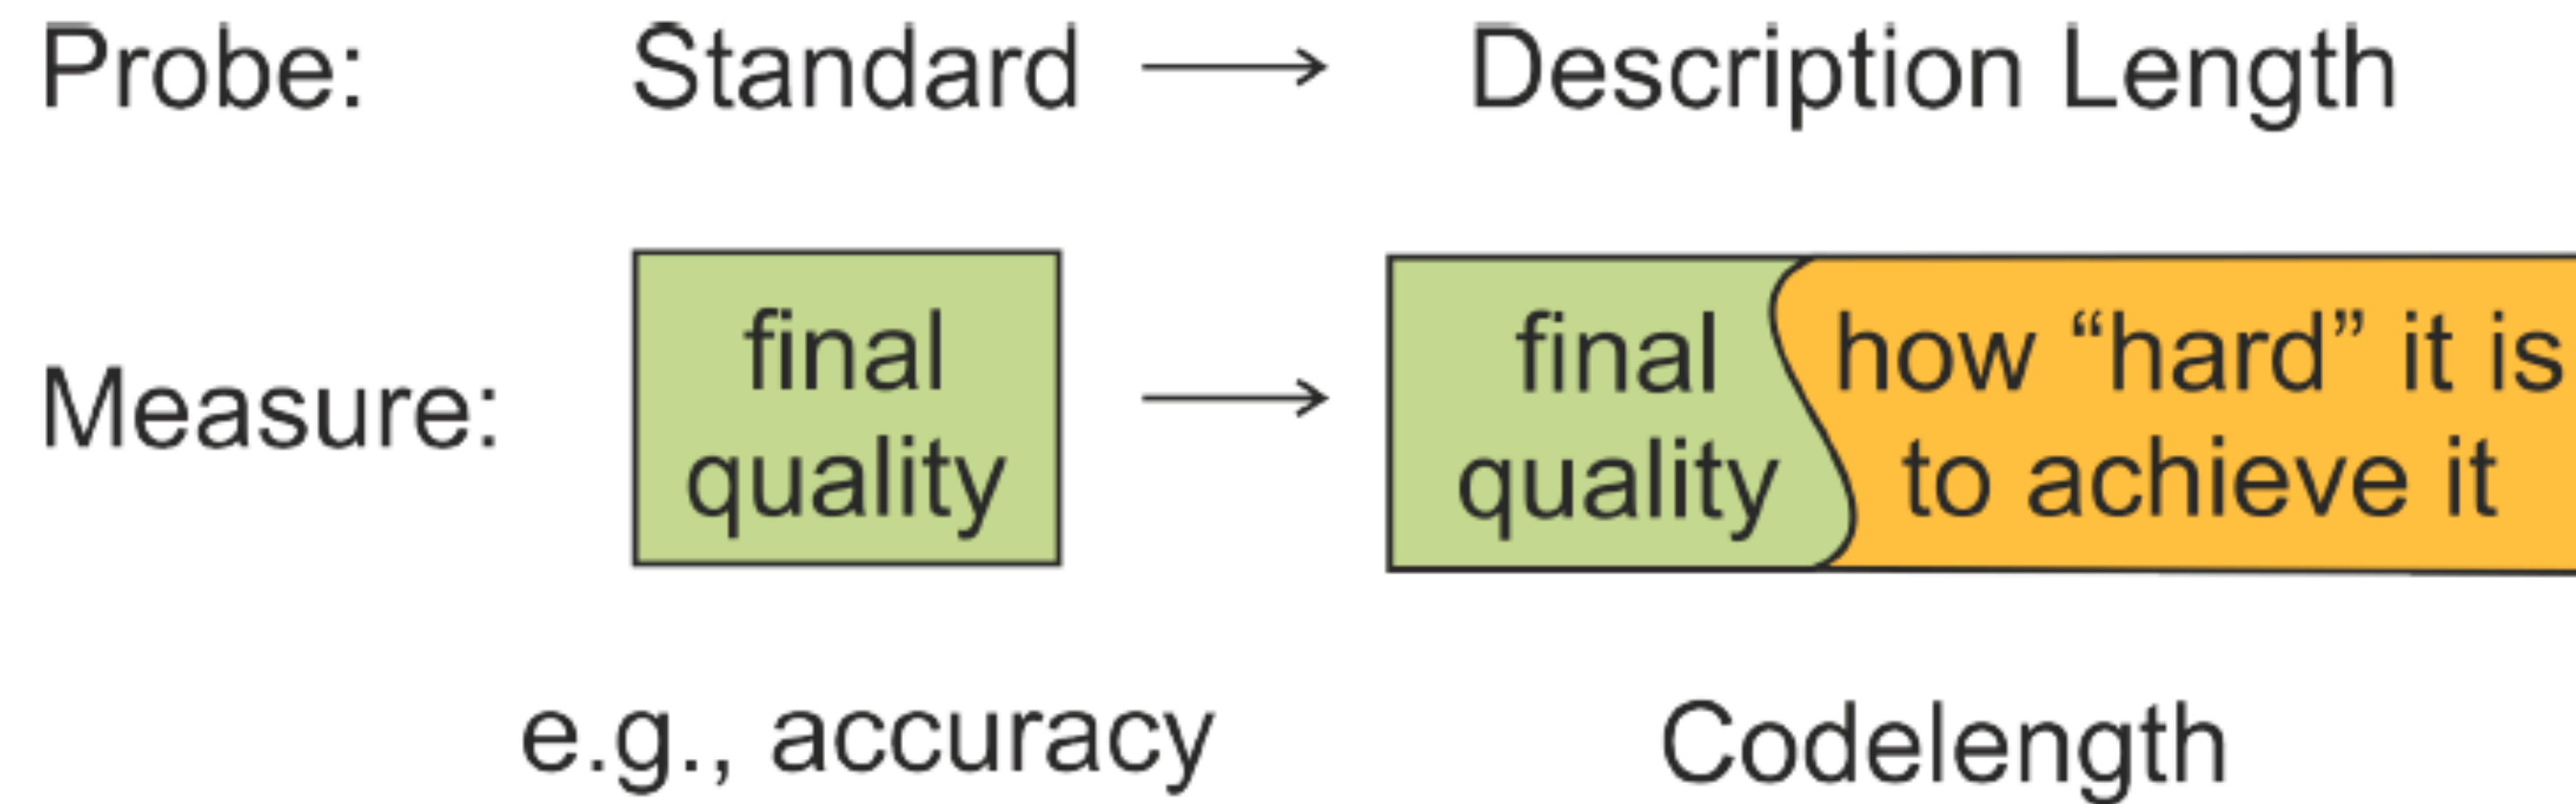 Probe: Standard → Description Length
Measure:
final
quality
→
final
quality
how “hard” it is
to achieve it
e.g., accuracy
Codelength